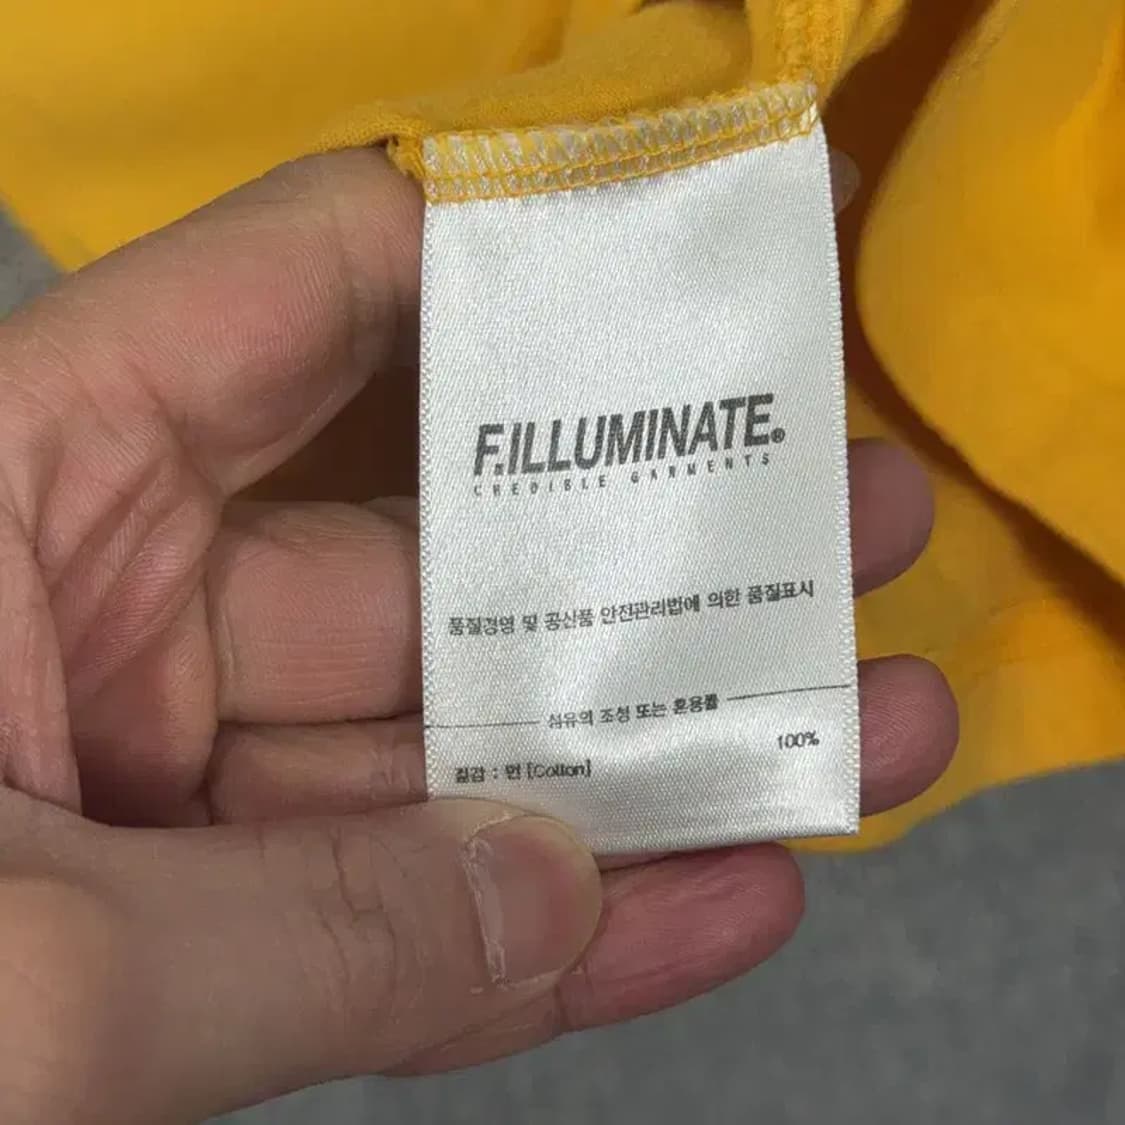 F.ILLUMINATE.®
CREDIBLE GARMENTS
품질경영 및 공산품 안전관리법에 의한 품질표시
섬유의 조성 또는 혼용률
겉감 : 면 [Cotton] 100%